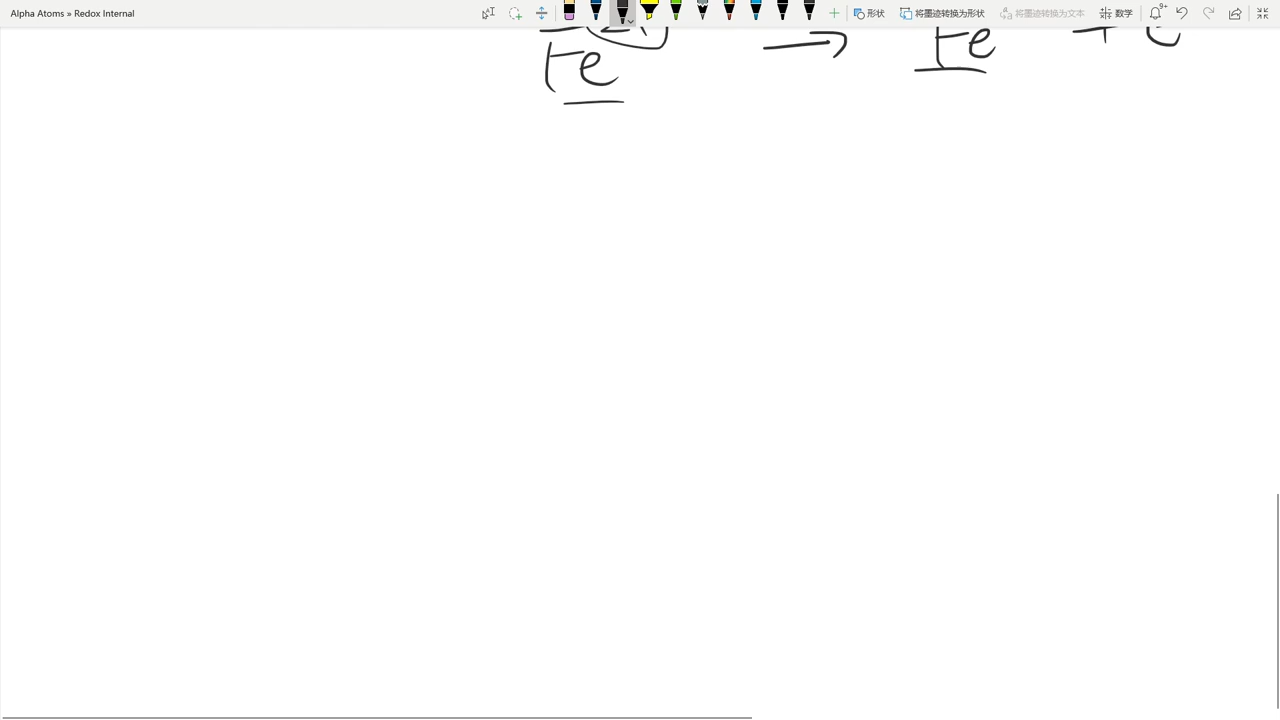 Alpha Atoms » Redox Internal 形状 将墨迹转换为形状 将墨迹转换为文本 数学 9+
Fe → Fe + e